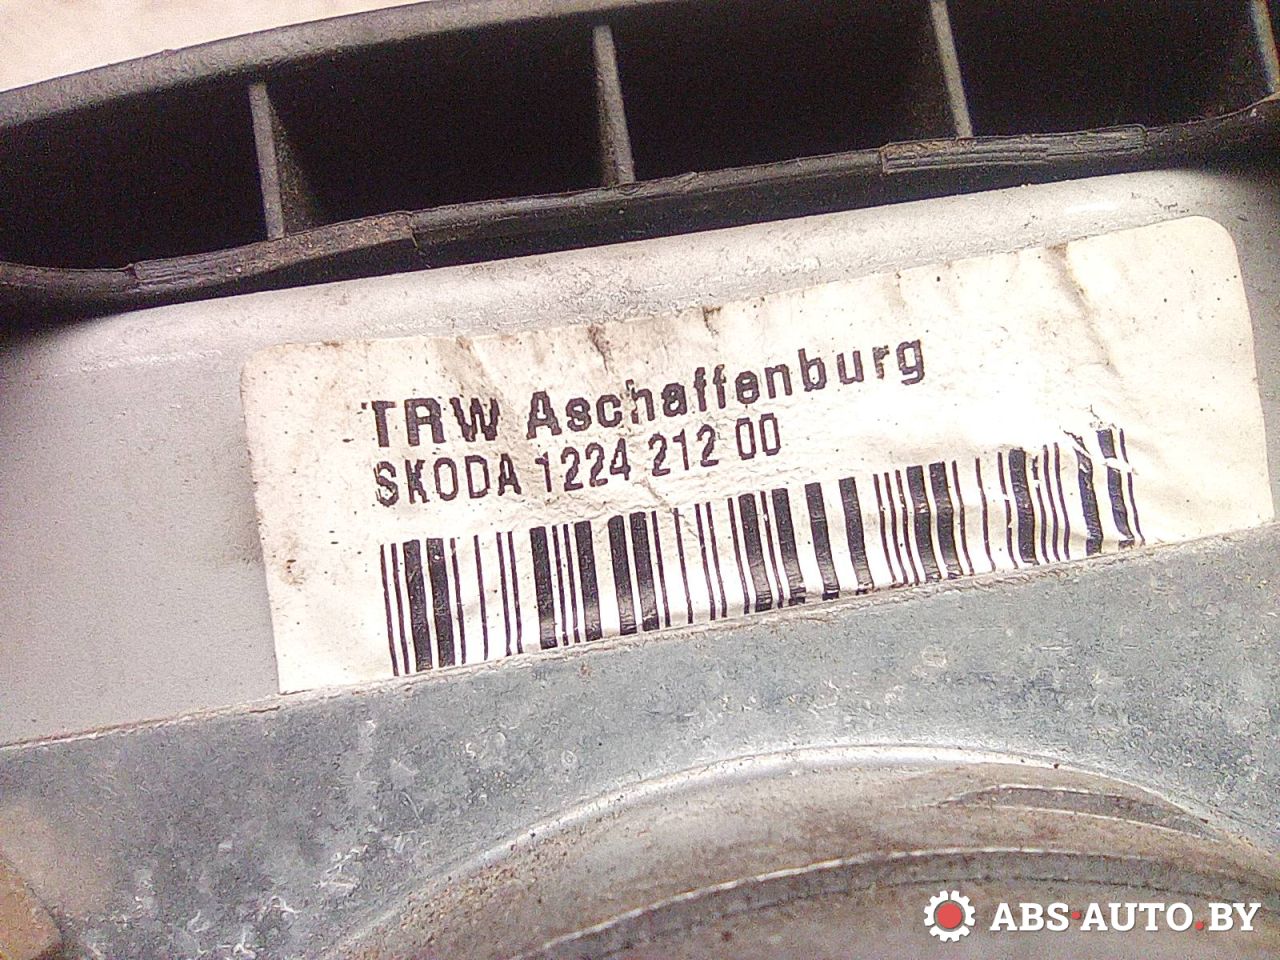 TRW Aschaffenburg
SKODA 1224 212 00
ABS-AUTO.BY